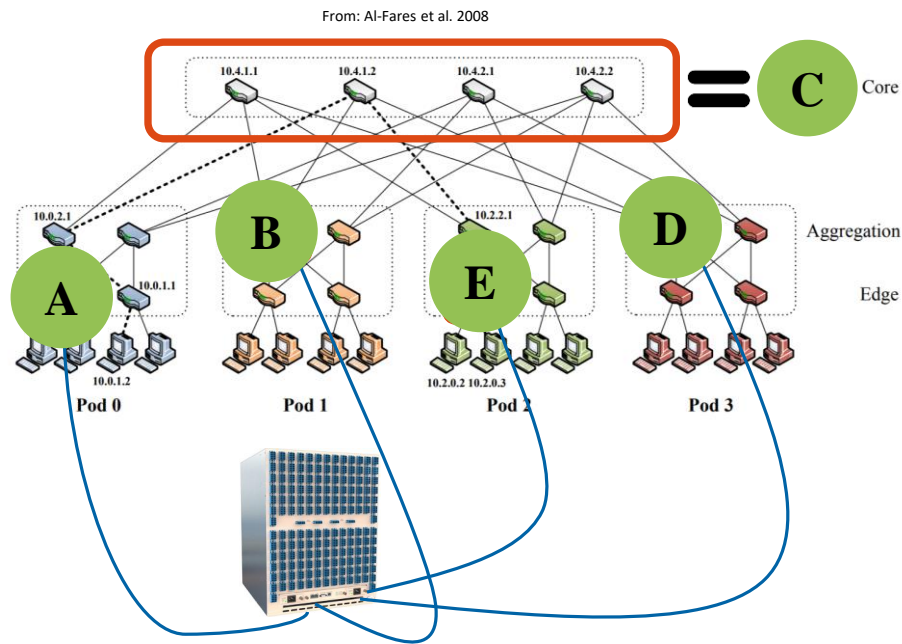 From: Al-Fares et al. 2008
10.4.1.1 10.4.1.2 10.4.2.1 10.4.2.2
C
Core
10.0.2.1
10.2.2.1
B
D
Aggregation
A
10.0.1.1
E
Edge
10.0.1.2
10.2.0.2 10.2.0.3
Pod 0 Pod 1 Pod 2 Pod 3